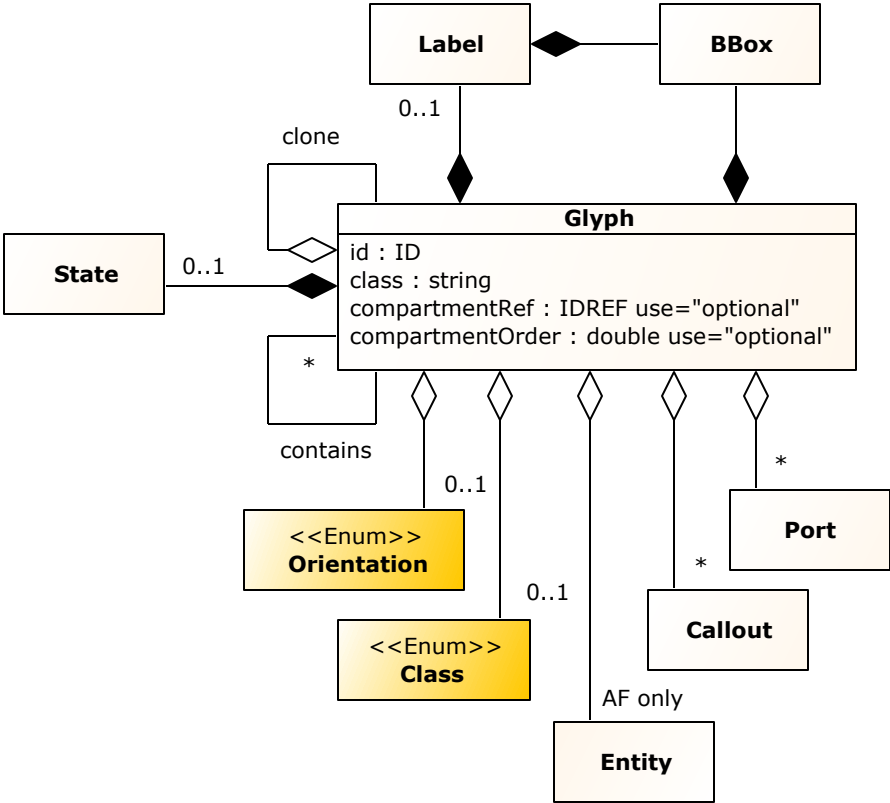 Label
BBox
0..1
clone
Glyph
State
0..1
id : ID
class : string
compartmentRef : IDREF use="optional"
compartmentOrder : double use="optional"
*
contains
0..1
*
<<Enum>>
Orientation
Port
*
0..1
<<Enum>>
Class
Callout
AF only
Entity